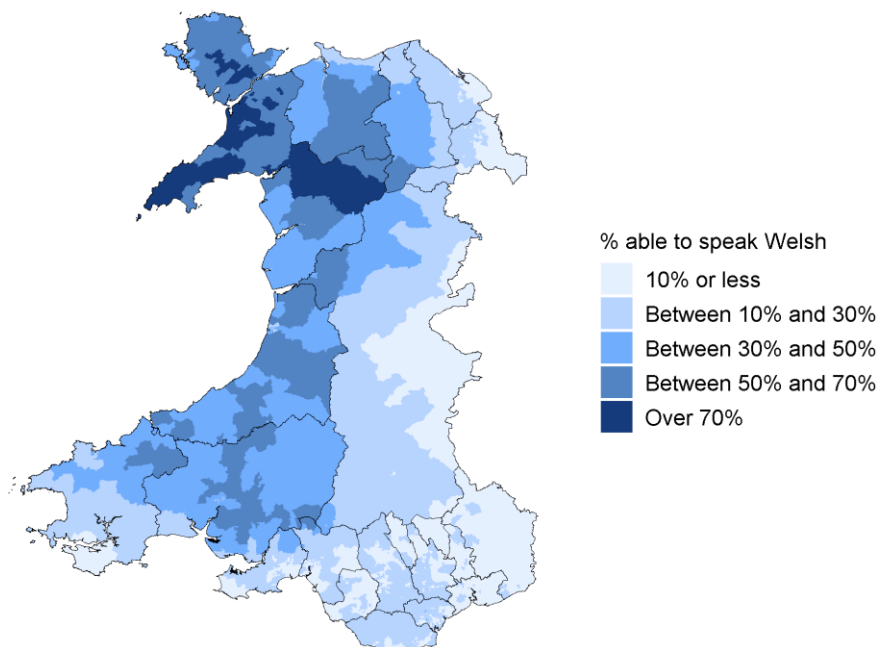 % able to speak Welsh
10% or less
Between 10% and 30%
Between 30% and 50%
Between 50% and 70%
Over 70%